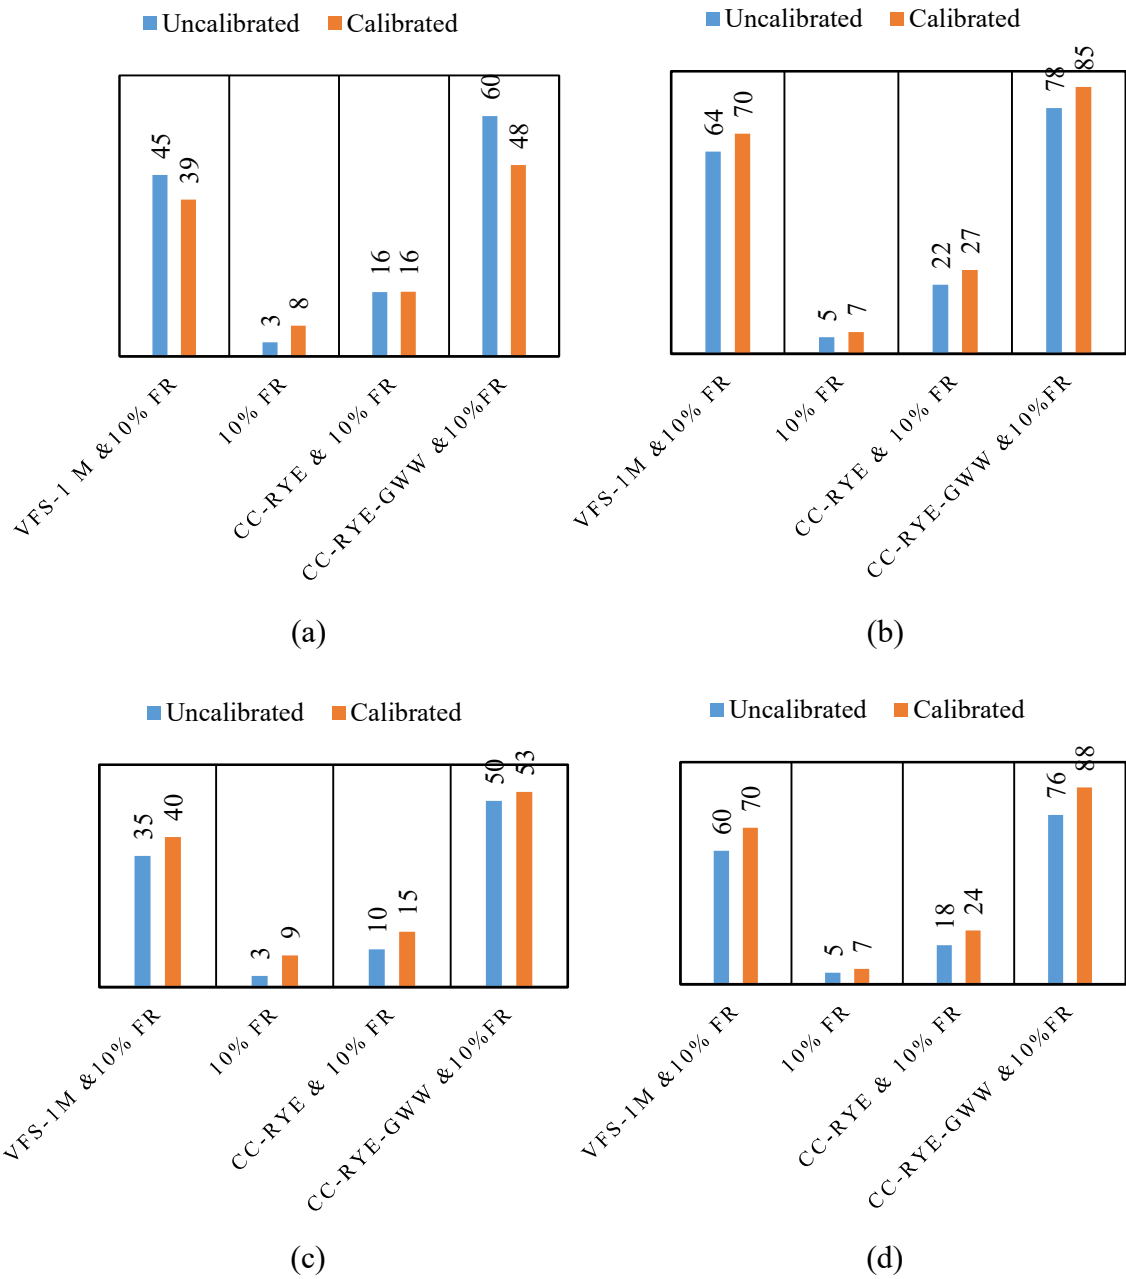 Uncalibrated Calibrated
45 39 3 8 16 16 60 48
VFS-1 M &10% FR
10% FR
CC-RYE & 10% FR
CC-RYE-GWW &10%FR
(a)
Uncalibrated Calibrated
64 70 5 7 22 27 78 85
VFS-1M &10% FR
10% FR
CC-RYE & 10% FR
CC-RYE-GWW &10%FR
(b)
Uncalibrated Calibrated
35 40 3 9 10 15 50 53
VFS-1M &10% FR
10% FR
CC-RYE & 10% FR
CC-RYE-GWW &10%FR
(c)
Uncalibrated Calibrated
60 70 5 7 18 24 76 88
VFS-1M &10% FR
10% FR
CC-RYE & 10% FR
CC-RYE-GWW &10%FR
(d)